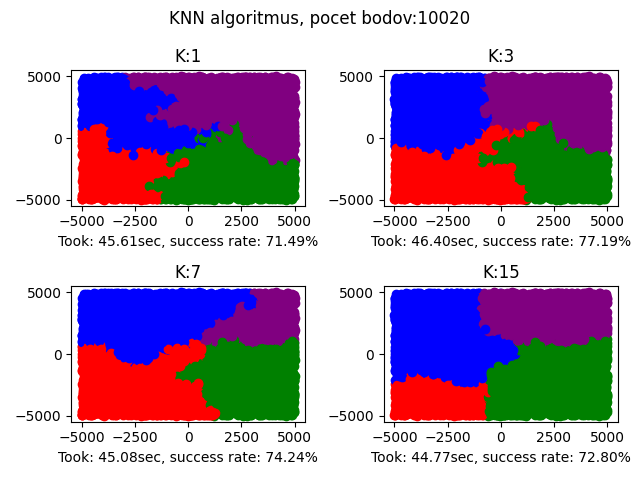 KNN algoritmus, pocet bodov:10020
K:1
K:3
5000
0
−5000
−5000 −2500 0 2500 5000
Took: 45.61sec, success rate: 71.49%
5000
0
−5000
−5000 −2500 0 2500 5000
Took: 46.40sec, success rate: 77.19%
K:7
K:15
5000
0
−5000
−5000 −2500 0 2500 5000
Took: 45.08sec, success rate: 74.24%
5000
0
−5000
−5000 −2500 0 2500 5000
Took: 44.77sec, success rate: 72.80%